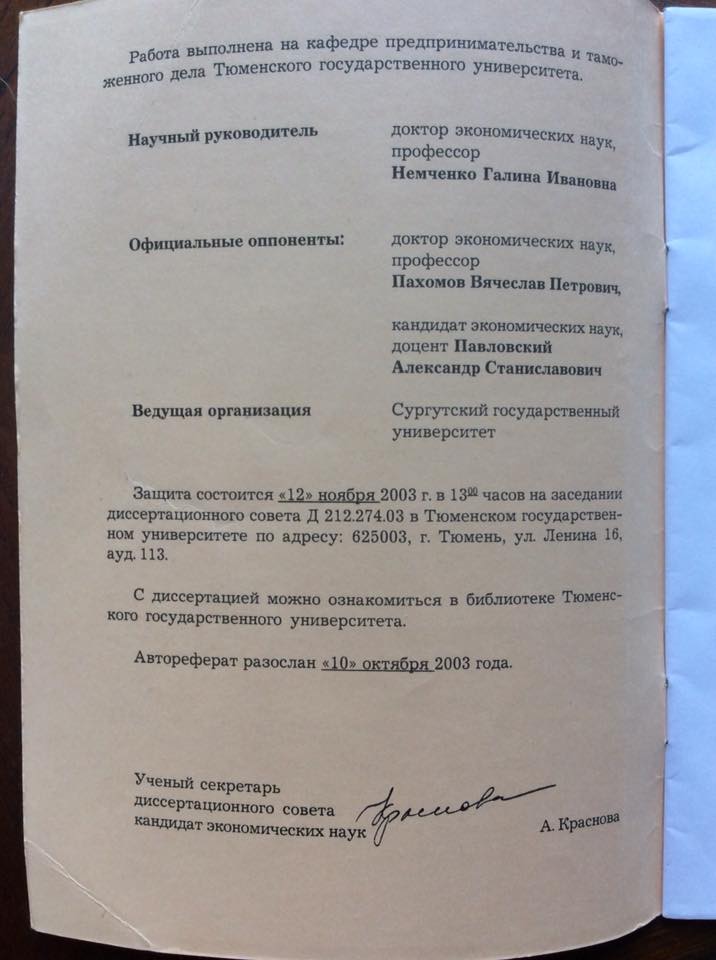 Работа выполнена на кафедре предпринимательства и тамо-
женного дела Тюменского государственного университета.
Научный руководитель
доктор экономических наук,
профессор
Немченко Галина Ивановна
Официальные оппоненты:
доктор экономических наук,
профессор
Пахомов Вячеслав Петрович,
кандидат экономических наук,
доцент Павловский
Александр Станиславович
Ведущая организация
Сургутский государственный
университет
Защита состоится «12» ноября 2003 г. в 13⁰⁰ часов на заседании
диссертационного совета Д 212.274.03 в Тюменском государствен-
ном университете по адресу: 625003, г. Тюмень, ул. Ленина 16,
ауд. 113.
С диссертацией можно ознакомиться в библиотеке Тюменс-
кого государственного университета.
Авторефeрат разослан «10» октября 2003 года.
Ученый секретарь
диссертационного совета
кандидат экономических наук Краснова А. Краснова